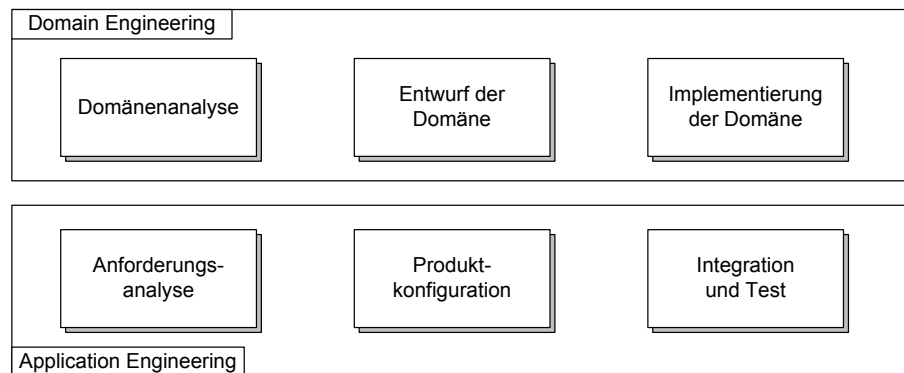 Domain Engineering
Domänenanalyse
Entwurf der
Domäne
Implementierung
der Domäne
Anforderungs-
analyse
Produkt-
konfiguration
Integration
und Test
Application Engineering